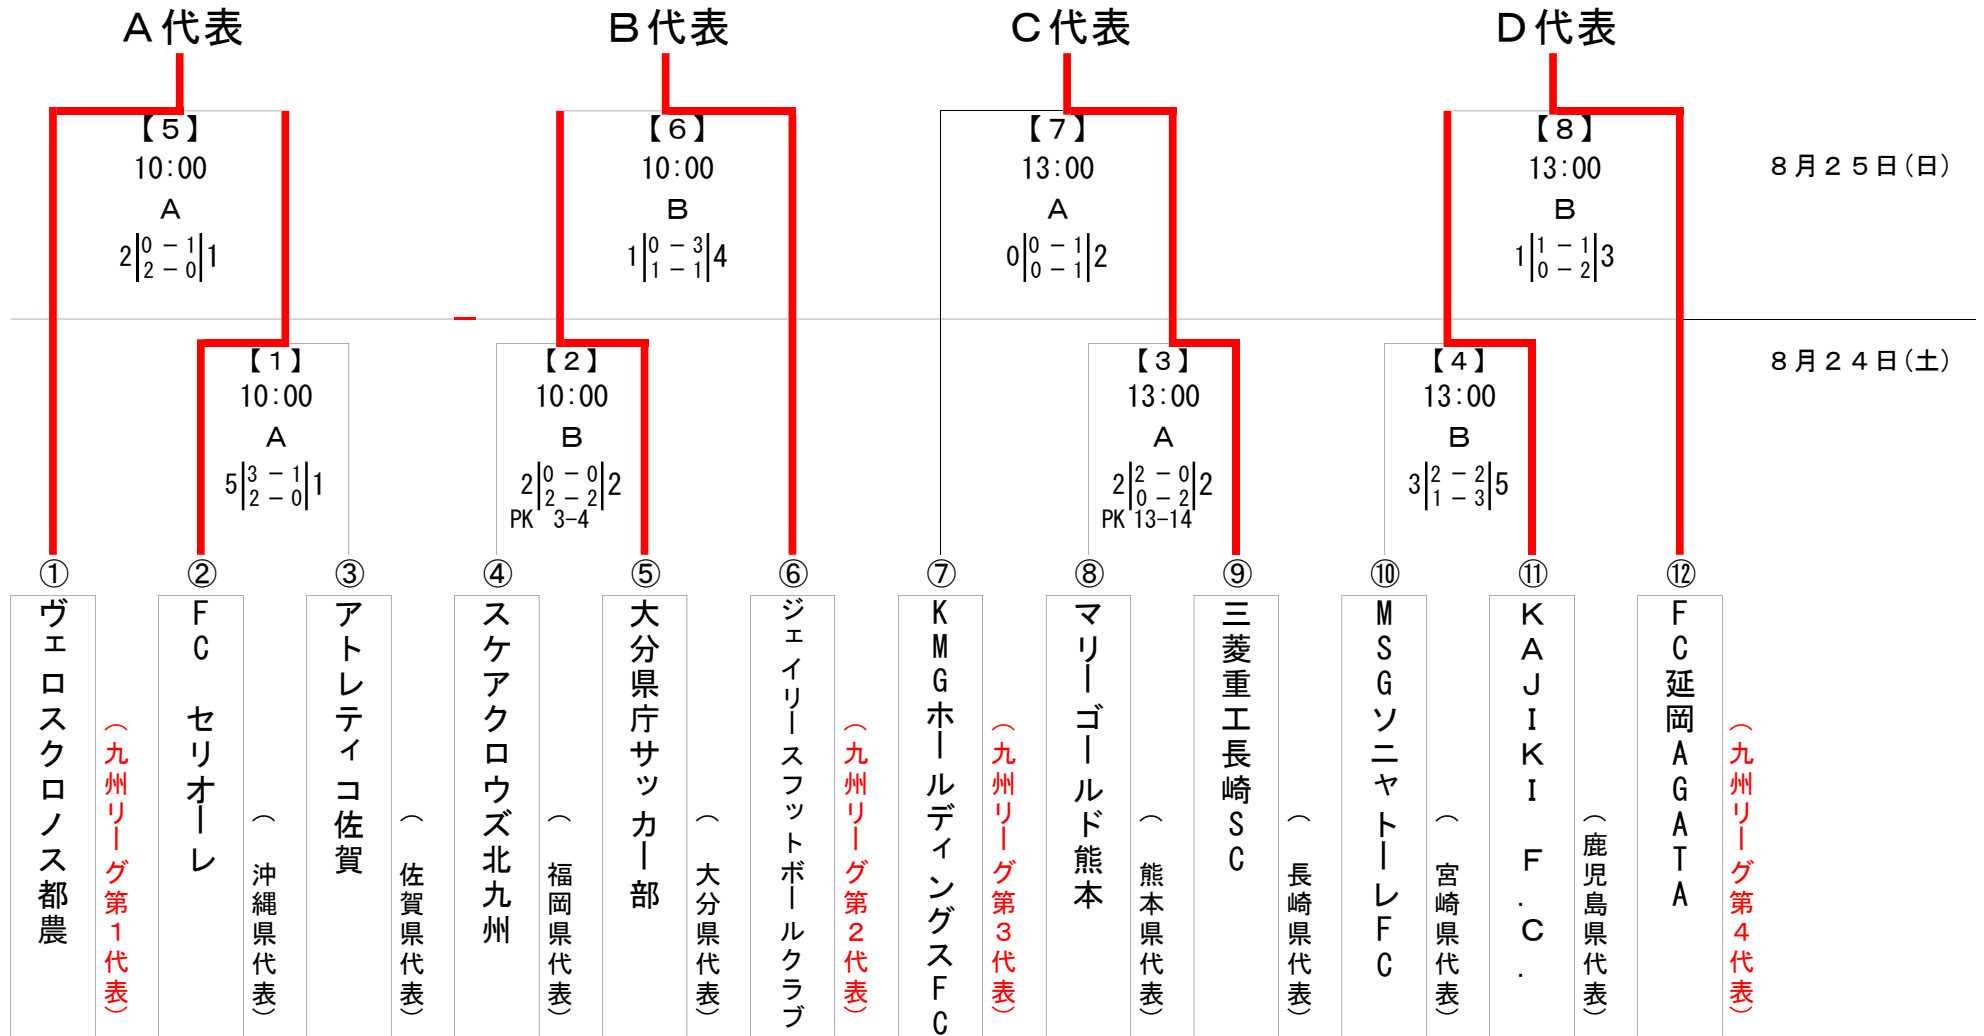 A代表
B代表
C代表
D代表
【5】
10:00
A
2 0 － 1 1
2 － 0
【6】
10:00
B
1 0 － 3 4
1 － 1
【7】
13:00
A
0 0 － 1 2
0 － 1
【8】
13:00
B
1 1 － 1 3
0 － 2
8月25日(日)
【1】
10:00
A
5 3 － 1 1
2 － 0
【2】
10:00
B
2 0 － 0 2
2 － 2
PK 3-4
【3】
13:00
A
2 2 － 0 2
0 － 2
PK 13-14
【4】
13:00
B
3 2 － 2 5
1 － 3
8月24日(土)
①
ヴェロスクロノス都農
（九州リーグ第1代表）
②
FC セリオーレ
（ 沖縄県代表）
③
アトレティコ佐賀
（ 佐賀県代表）
④
スケアクロウズ北九州
（ 福岡県代表）
⑤
大分県庁サッカー部
（ 大分県代表）
⑥
ジェイリースフットボールクラブ
（九州リーグ第2代表）
⑦
KMGホールディングスFC
（九州リーグ第3代表）
⑧
マリーゴールド熊本
（ 熊本県代表）
⑨
三菱重工長崎SC
（ 長崎県代表）
⑩
MSGソニャトーレFC
（ 宮崎県代表）
⑪
KAJIKI F.C.
（鹿児島県代表）
⑫
FC延岡AGATA
（九州リーグ第4代表）